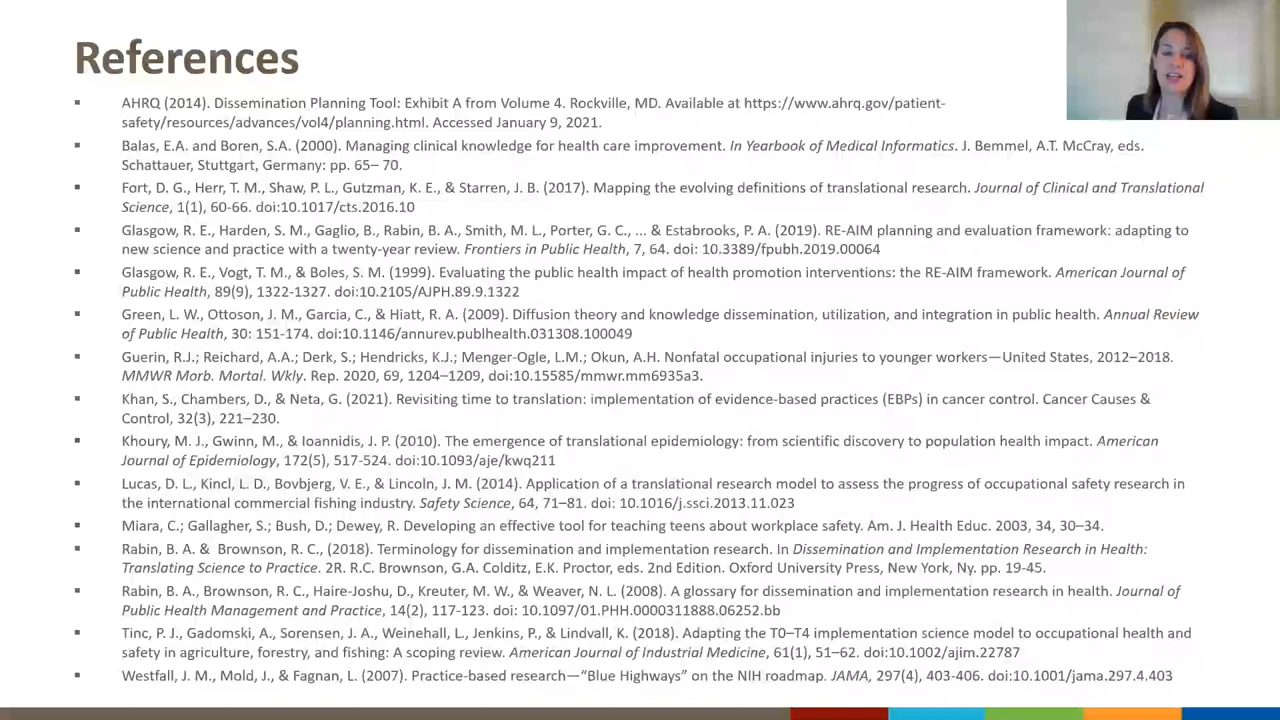 References
▪ AHRQ (2014). Dissemination Planning Tool: Exhibit A from Volume 4. Rockville, MD. Available at https://www.ahrq.gov/patient-
safety/resources/advances/vol4/planning.html. Accessed January 9, 2021.
▪ Balas, E.A. and Boren, S.A. (2000). Managing clinical knowledge for health care improvement. In Yearbook of Medical Informatics. J. Bemmel, A.T. McCray, eds.
Schattauer, Stuttgart, Germany: pp. 65– 70.
▪ Fort, D. G., Herr, T. M., Shaw, P. L., Gutzman, K. E., & Starren, J. B. (2017). Mapping the evolving definitions of translational research. Journal of Clinical and Translational
Science, 1(1), 60-66. doi:10.1017/cts.2016.10
▪ Glasgow, R. E., Harden, S. M., Gaglio, B., Rabin, B. A., Smith, M. L., Porter, G. C., ... & Estabrooks, P. A. (2019). RE-AIM planning and evaluation framework: adapting to
new science and practice with a twenty-year review. Frontiers in Public Health, 7, 64. doi: 10.3389/fpubh.2019.00064
▪ Glasgow, R. E., Vogt, T. M., & Boles, S. M. (1999). Evaluating the public health impact of health promotion interventions: the RE-AIM framework. American Journal of
Public Health, 89(9), 1322-1327. doi:10.2105/AJPH.89.9.1322
▪ Green, L. W., Ottoson, J. M., Garcia, C., & Hiatt, R. A. (2009). Diffusion theory and knowledge dissemination, utilization, and integration in public health. Annual Review
of Public Health, 30: 151-174. doi:10.1146/annurev.publhealth.031308.100049
▪ Guerin, R.J.; Reichard, A.A.; Derk, S.; Hendricks, K.J.; Menger-Ogle, L.M.; Okun, A.H. Nonfatal occupational injuries to younger workers—United States, 2012–2018.
MMWR Morb. Mortal. Wkly. Rep. 2020, 69, 1204–1209, doi:10.15585/mmwr.mm6935a3.
▪ Khan, S., Chambers, D., & Neta, G. (2021). Revisiting time to translation: implementation of evidence-based practices (EBPs) in cancer control. Cancer Causes &
Control, 32(3), 221–230.
▪ Khoury, M. J., Gwinn, M., & Ioannidis, J. P. (2010). The emergence of translational epidemiology: from scientific discovery to population health impact. American
Journal of Epidemiology, 172(5), 517-524. doi:10.1093/aje/kwq211
▪ Lucas, D. L., Kincl, L. D., Bovbjerg, V. E., & Lincoln, J. M. (2014). Application of a translational research model to assess the progress of occupational safety research in
the international commercial fishing industry. Safety Science, 64, 71–81. doi: 10.1016/j.ssci.2013.11.023
▪ Miara, C.; Gallagher, S.; Bush, D.; Dewey, R. Developing an effective tool for teaching teens about workplace safety. Am. J. Health Educ. 2003, 34, 30–34.
▪ Rabin, B. A. & Brownson, R. C., (2018). Terminology for dissemination and implementation research. In Dissemination and Implementation Research in Health:
Translating Science to Practice. 2R. R.C. Brownson, G.A. Colditz, E.K. Proctor, eds. 2nd Edition. Oxford University Press, New York, Ny. pp. 19-45.
▪ Rabin, B. A., Brownson, R. C., Haire-Joshu, D., Kreuter, M. W., & Weaver, N. L. (2008). A glossary for dissemination and implementation research in health. Journal of
Public Health Management and Practice, 14(2), 117-123. doi: 10.1097/01.PHH.0000311888.06252.bb
▪ Tinc, P. J., Gadomski, A., Sorensen, J. A., Weinehall, L., Jenkins, P., & Lindvall, K. (2018). Adapting the T0–T4 implementation science model to occupational health and
safety in agriculture, forestry, and fishing: A scoping review. American Journal of Industrial Medicine, 61(1), 51–62. doi:10.1002/ajim.22787
▪ Westfall, J. M., Mold, J., & Fagnan, L. (2007). Practice-based research—“Blue Highways” on the NIH roadmap. JAMA, 297(4), 403-406. doi:10.1001/jama.297.4.403